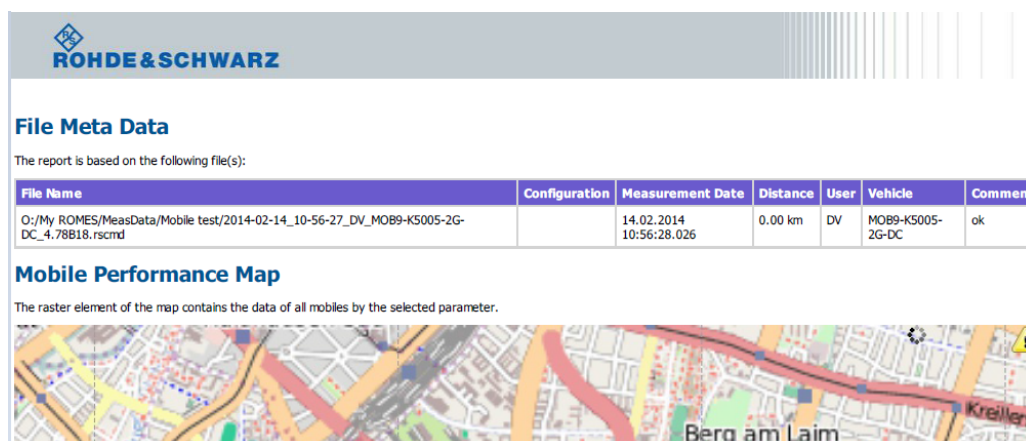 R&S
ROHDE&SCHWARZ
File Meta Data
The report is based on the following file(s):
File Name Configuration Measurement Date Distance User Vehicle Commen
O:/My ROMES/MeasData/Mobile test/2014-02-14_10-56-27_DV_MOB9-K5005-2G- 14.02.2014 0.00 km DV MOB9-K5005- ok
DC_4.78B18.rscmd 10:56:28.026 2G-DC
Mobile Performance Map
The raster element of the map contains the data of all mobiles by the selected parameter.
Kreiller
Berg am Laim